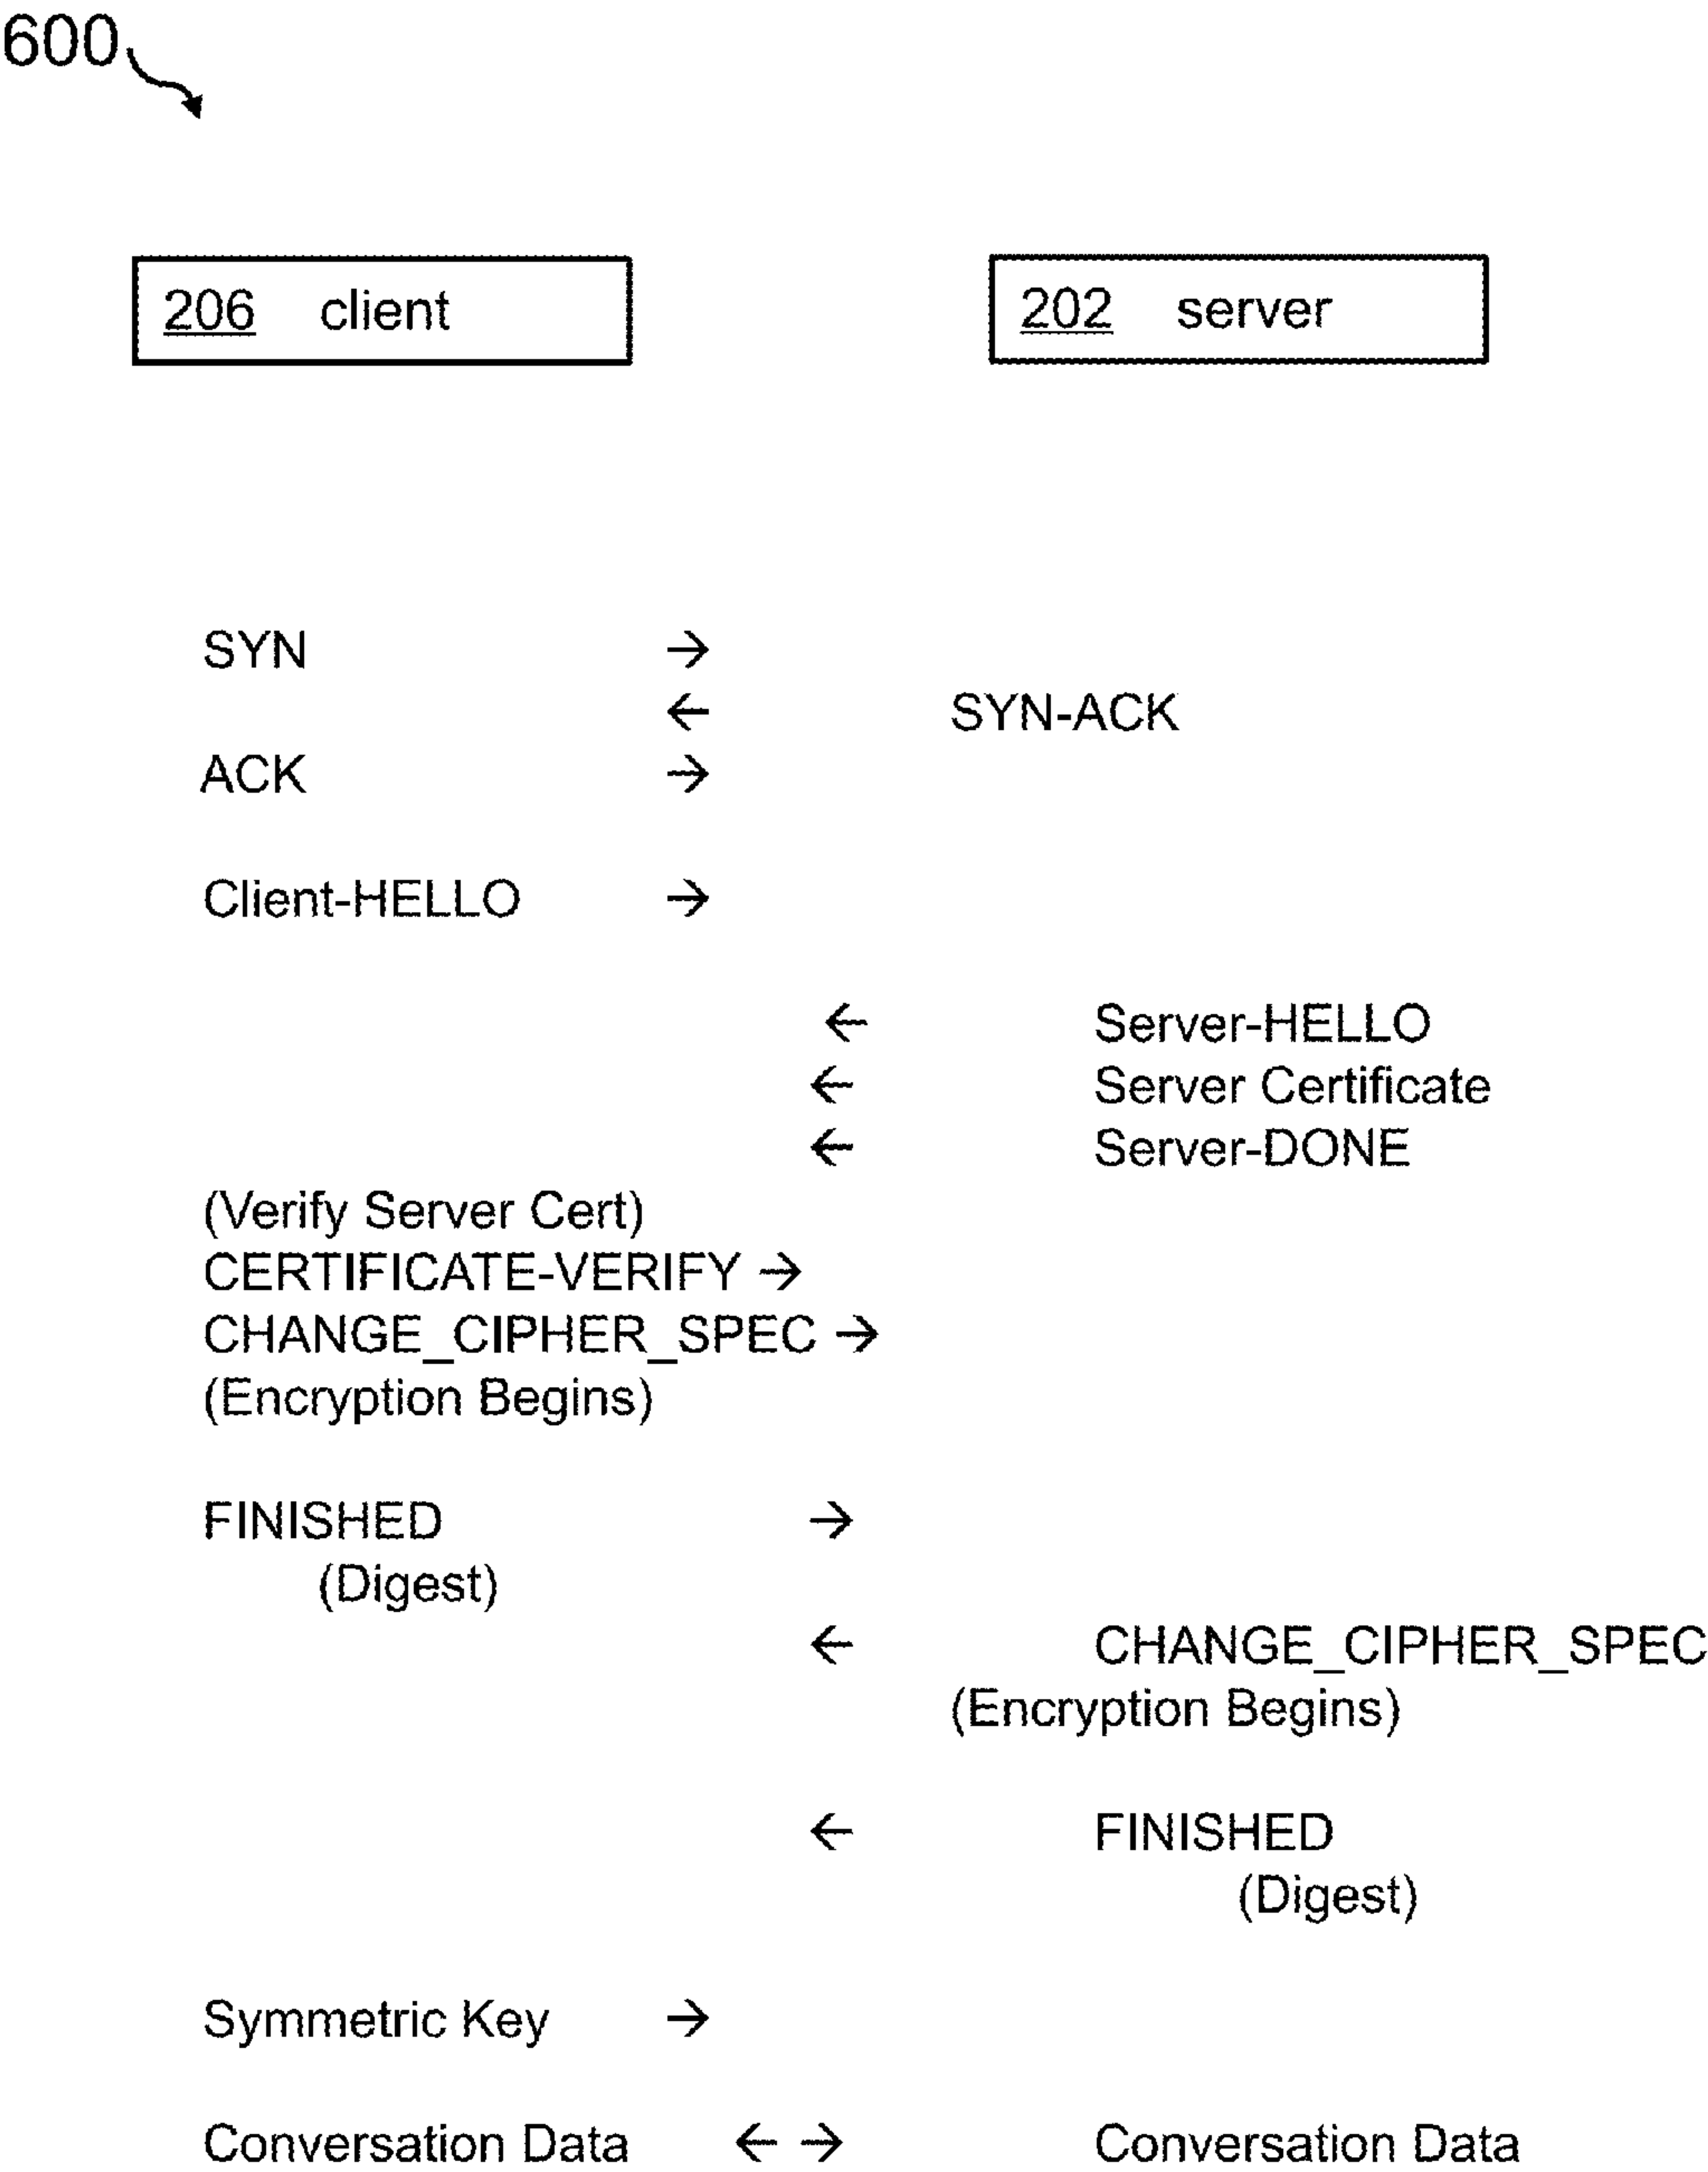 600
206 client 202 server
SYN →
← SYN-ACK
ACK →
Client-HELLO →
← Server-HELLO
← Server Certificate
← Server-DONE
(Verify Server Cert)
CERTIFICATE-VERIFY →
CHANGE_CIPHER_SPEC →
(Encryption Begins)
FINISHED →
(Digest)
← CHANGE_CIPHER_SPEC
(Encryption Begins)
← FINISHED
(Digest)
Symmetric Key →
Conversation Data ← → Conversation Data